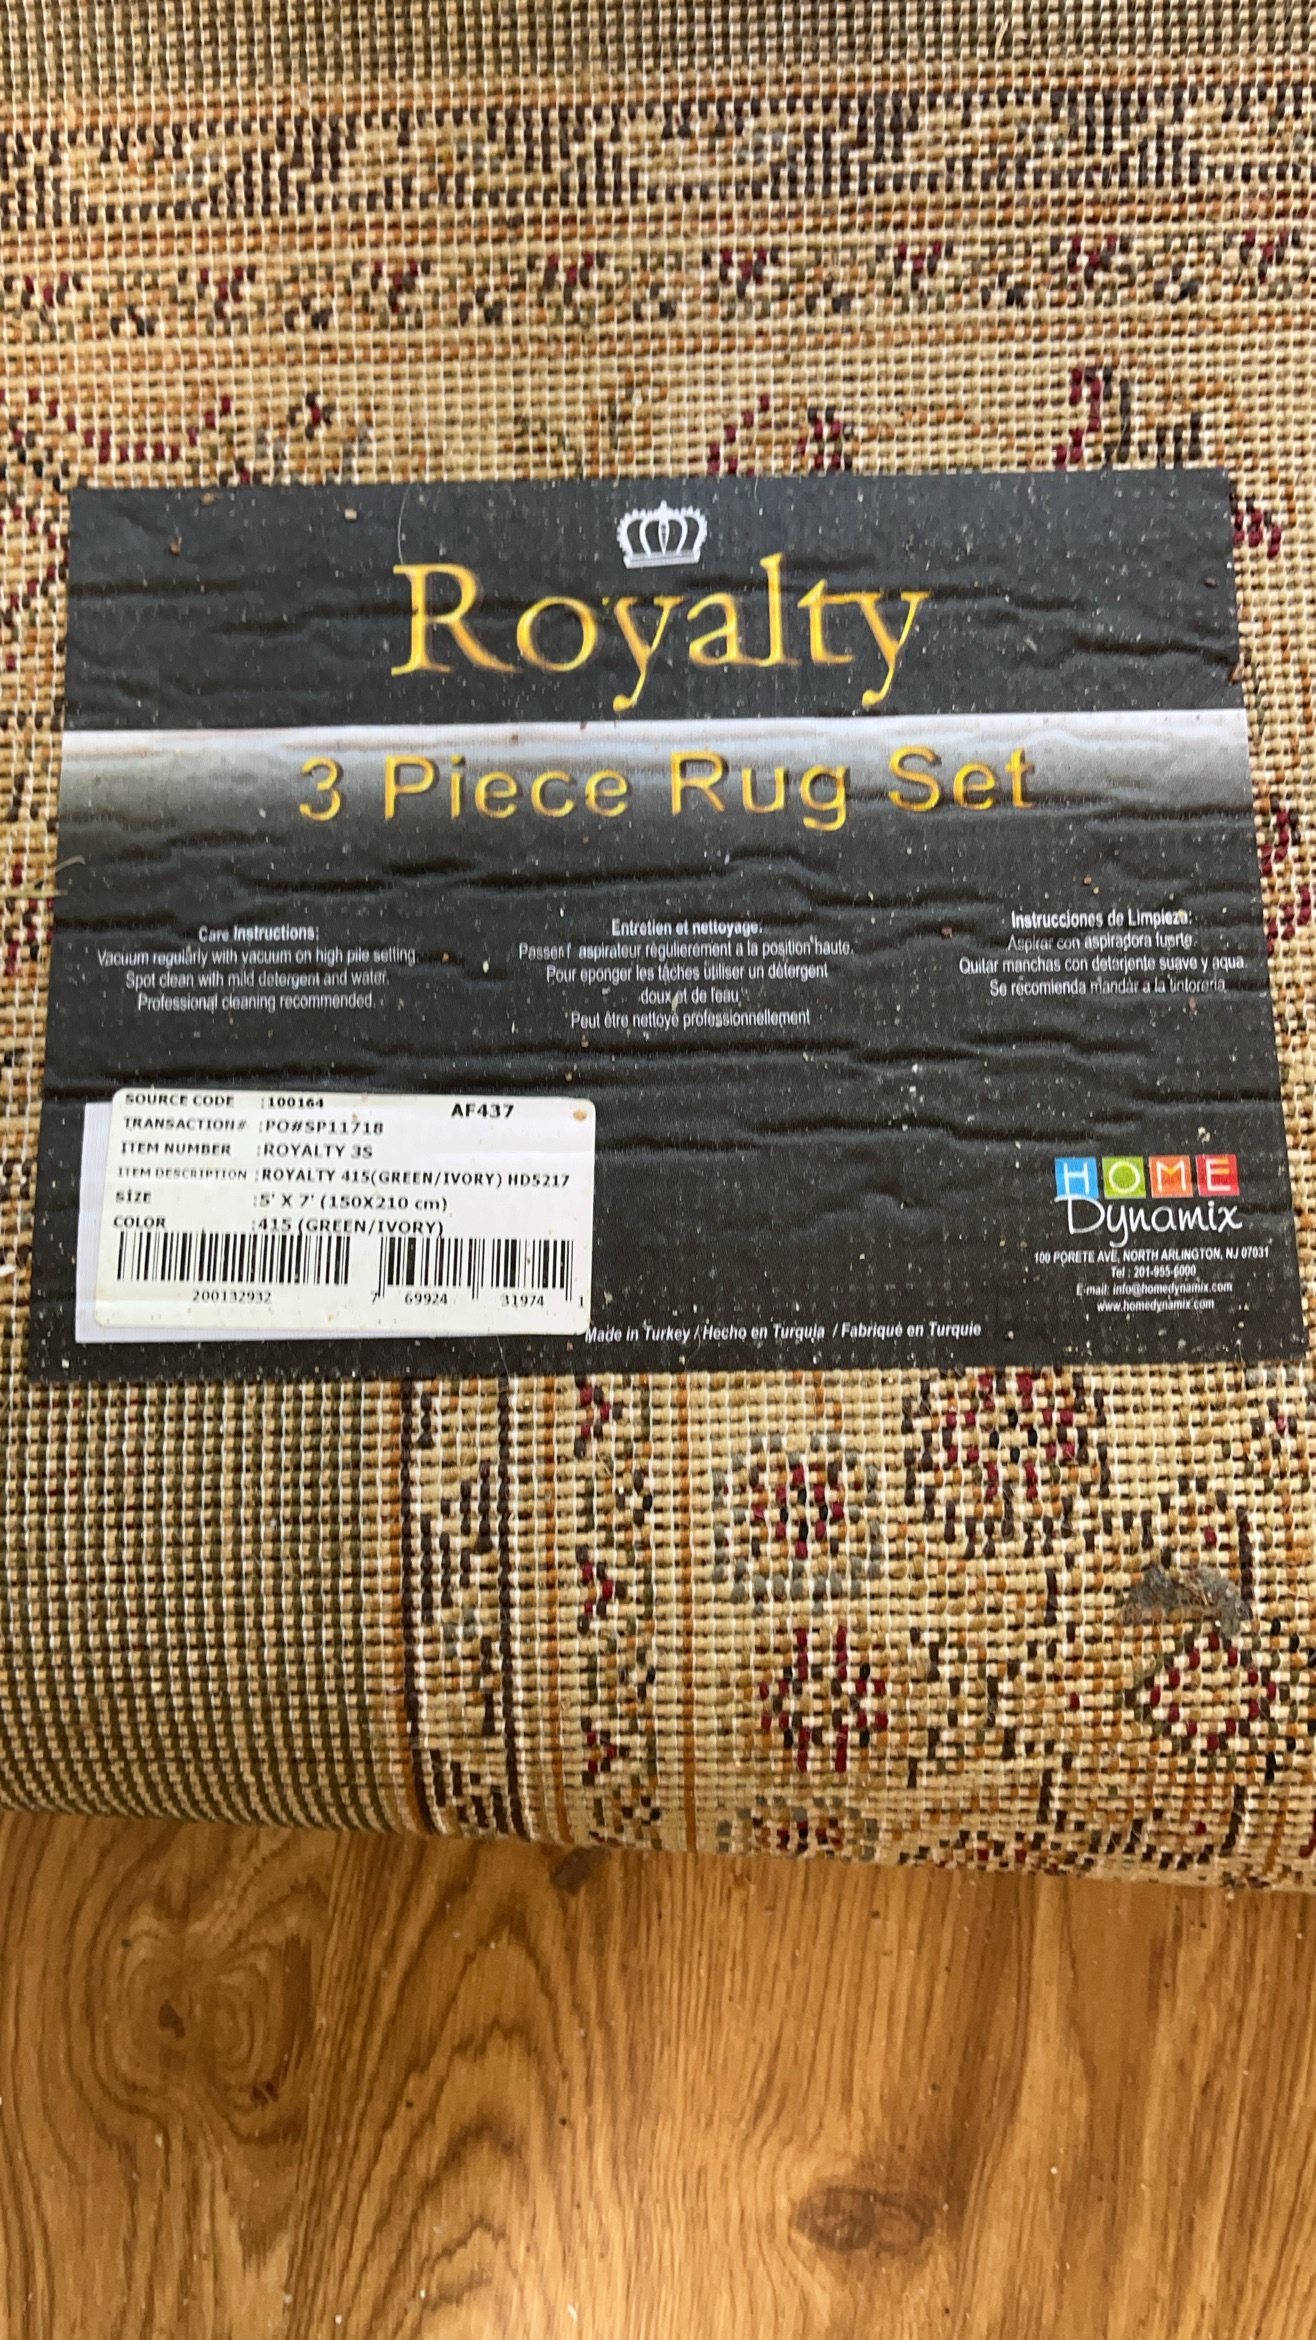 Royalty
3 Piece Rug Set
Care Instructions:
Vacuum regularly with vacuum on high pile setting.
Spot clean with mild detergent and water.
Professional cleaning recommended.
Entretien et nettoyage:
Passer aspirateur régulierement a la position haute.
Pour eponger les tâches utiliser un détergent
doux et de l'eau
Peut être nettoyé professionnellement
Instrucciones de Limpieza:
Aspirar con aspiradora fuerte.
Quitar manchas con deterjente suave y aqua.
Se récomienda mandar a la tintoreria.
SOURCE CODE :100164 AF437
TRANSACTION# :PO#SP11718
ITEM NUMBER :ROYALTY 3S
ITEM DESCRIPTION :ROYALTY 415(GREEN/IVORY) HD5217
SİZE :5' X 7' (150X210 cm)
COLOR :415 (GREEN/IVORY)
200132932 7 69924 31974 1
HOME
Dynamix
100 PORETE AVE, NORTH ARLINGTON, NJ 07031
Tel : 201-955-6000
E-mail: info@homedynamix.com
www.homedynamix.com
Made in Turkey / Hecho en Turquia / Fabriqué en Turquie